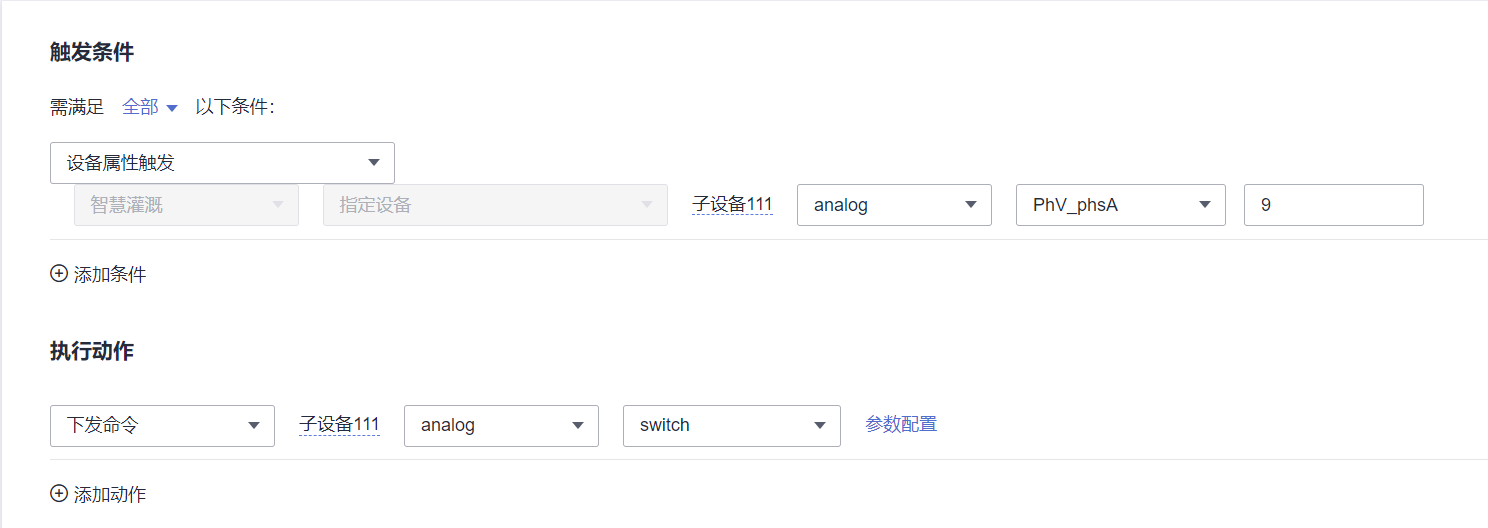 触发条件
需满足 全部 以下条件：
设备属性触发
智慧灌溉 指定设备 子设备111 analog PhV_phsA 9
添加条件
执行动作
下发命令 子设备111 analog switch 参数配置
添加动作